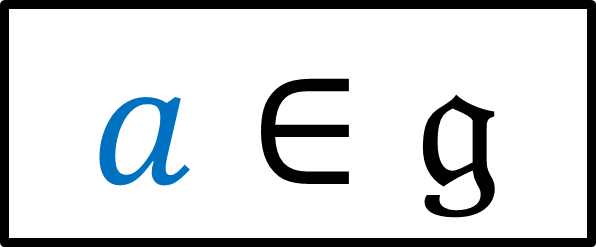 𝑎 ∈ 𝔤